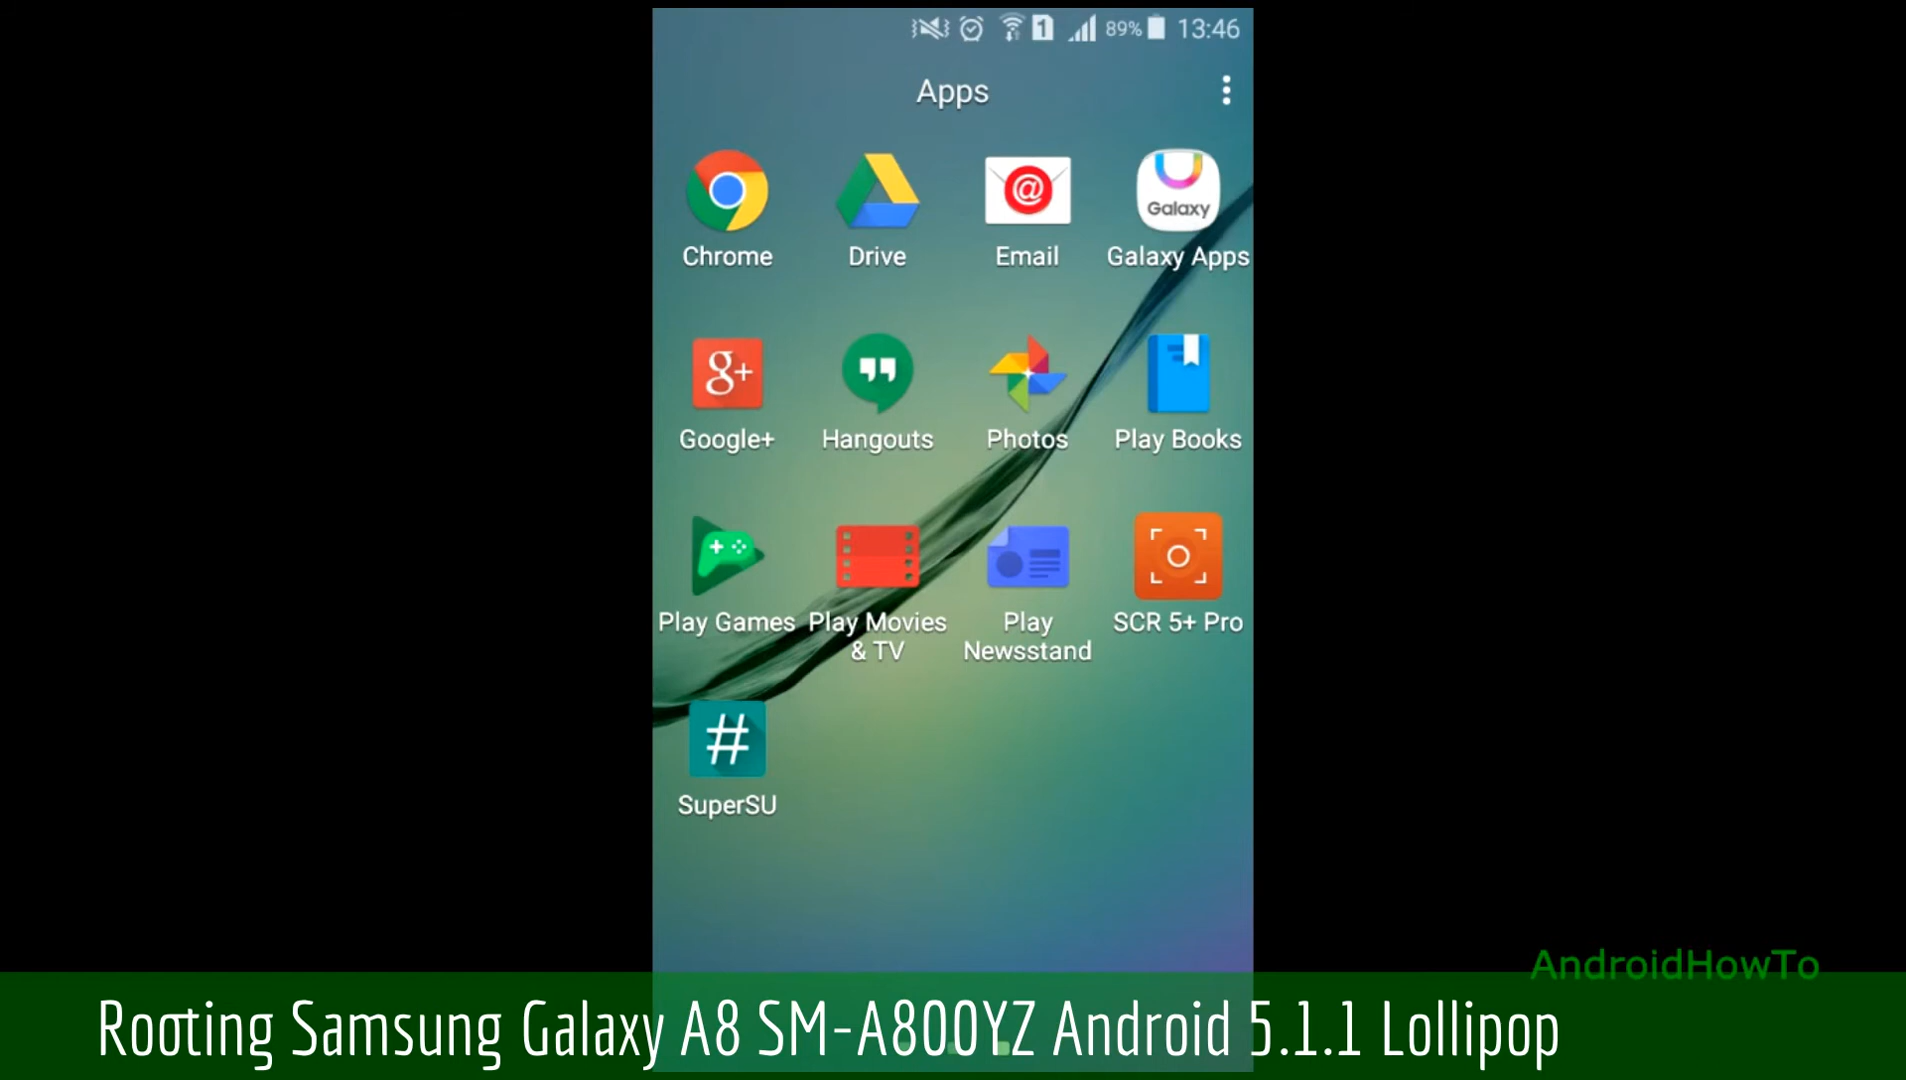 1 89% 13:46
Apps
Galaxy
Chrome Drive Email Galaxy Apps
g+
Google+ Hangouts Photos Play Books
Play Games Play Movies & TV Play Newsstand SCR 5+ Pro
#
SuperSU
AndroidHowTo
Rooting Samsung Galaxy A8 SM-A800YZ Android 5.1.1 Lollipop